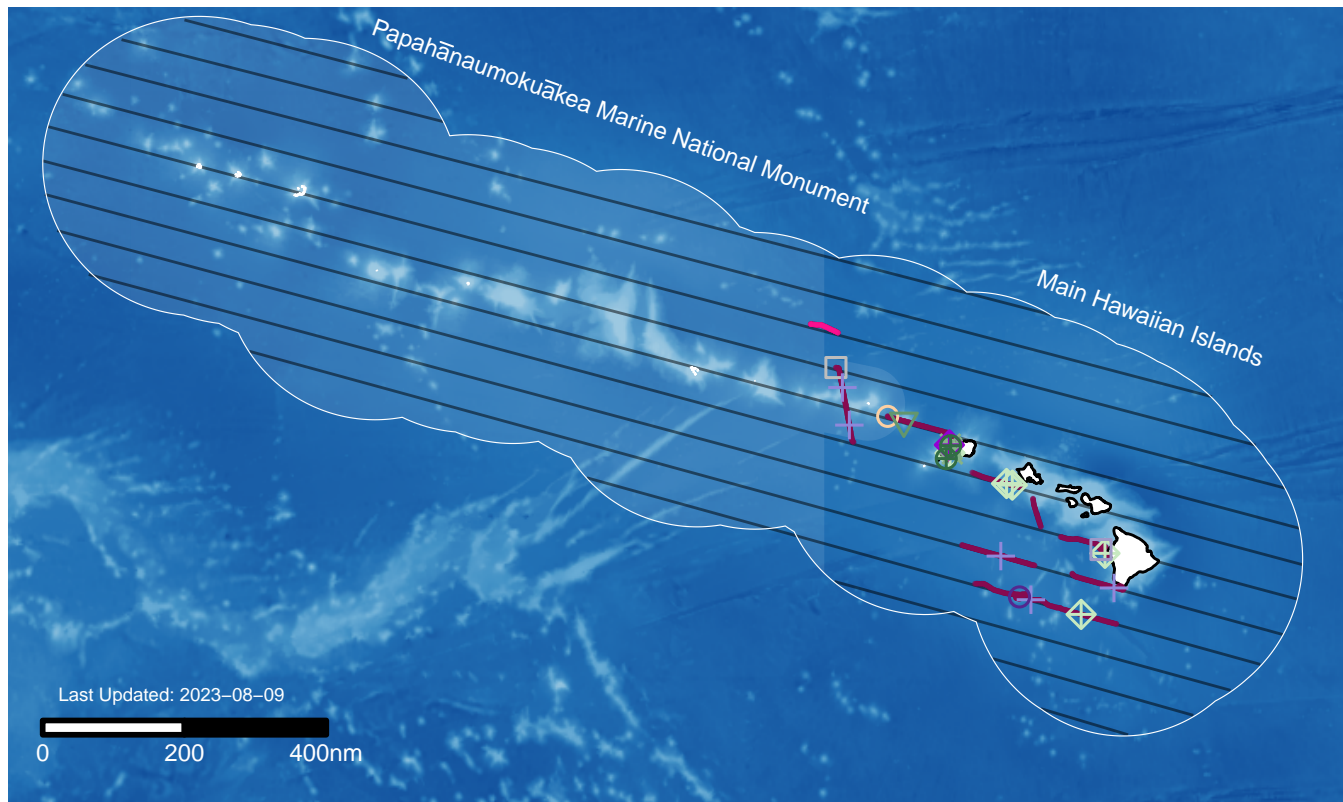 Papahānaumokuākea Marine National Monument
Main Hawaiian Islands
Last Updated: 2023−08−09
0 200 400nm